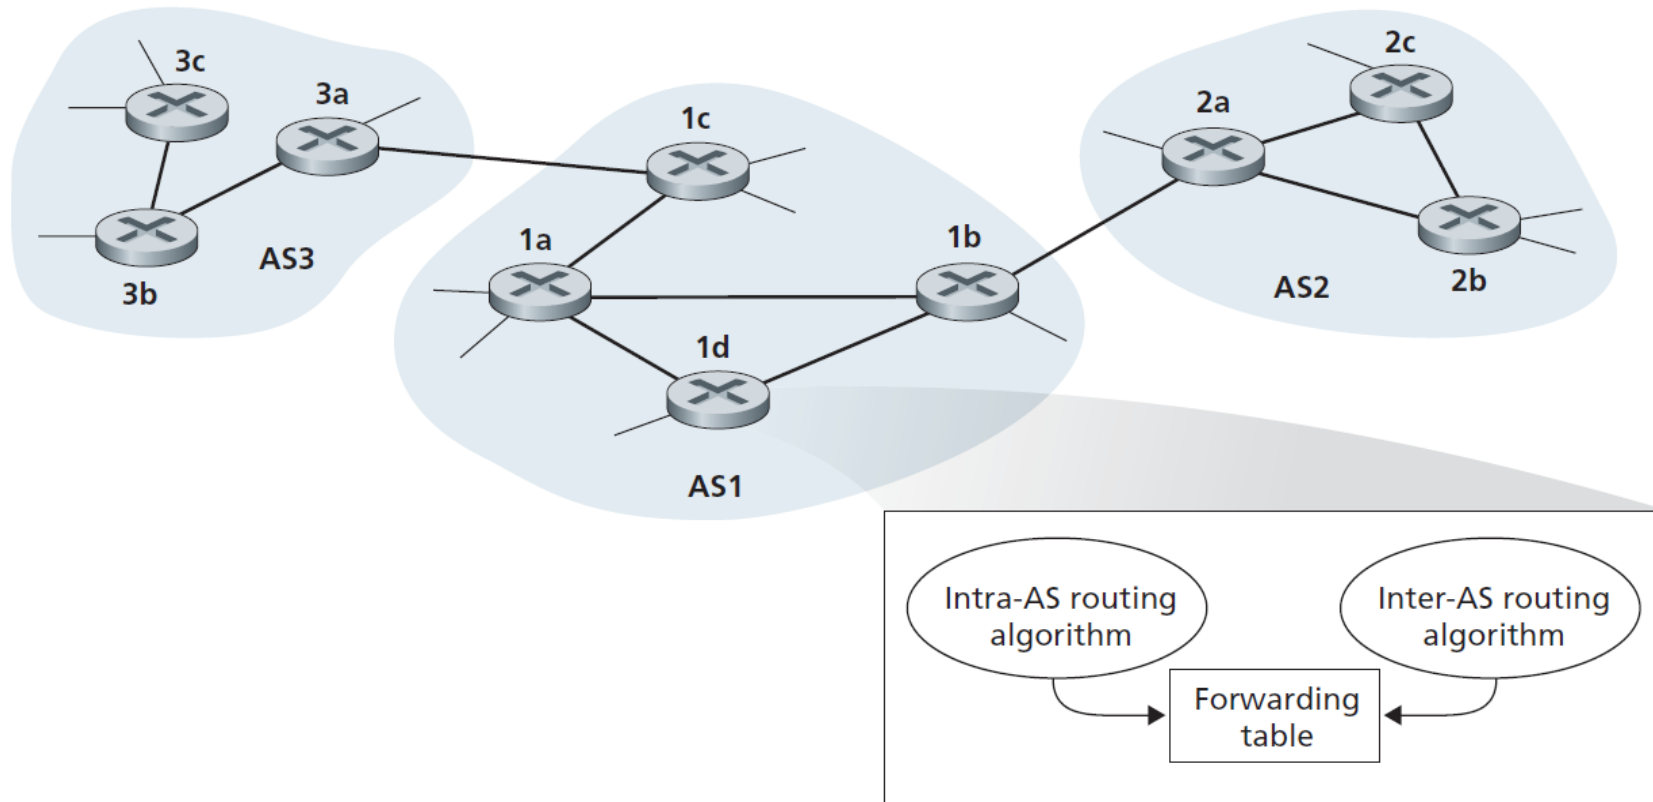 3c
3a
3b
AS3
1c
1a
1b
1d
AS1
2c
2a
2b
AS2
Intra-AS routing
algorithm
Inter-AS routing
algorithm
Forwarding
table